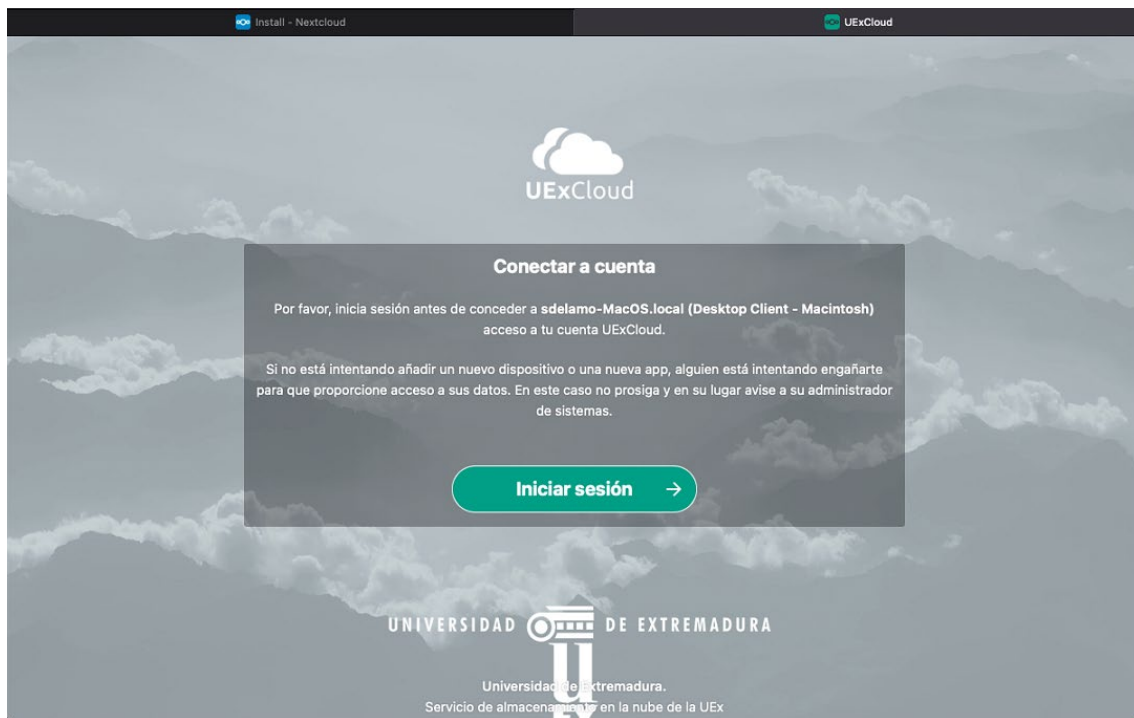 Install - Nextcloud
UExCloud
UExCloud
Conectar a cuenta
Por favor, inicia sesión antes de conceder a sdelamo-MacOS.local (Desktop Client - Macintosh)
acceso a tu cuenta UExCloud.
Si no está intentando añadir un nuevo dispositivo o una nueva app, alguien está intentando engañarte
para que proporcione acceso a sus datos. En este caso no prosiga y en su lugar avise a su administrador
de sistemas.
Iniciar sesión →
UNIVERSIDAD DE EXTREMADURA
Universidad de Extremadura.
Servicio de almacenamiento en la nube de la UEx